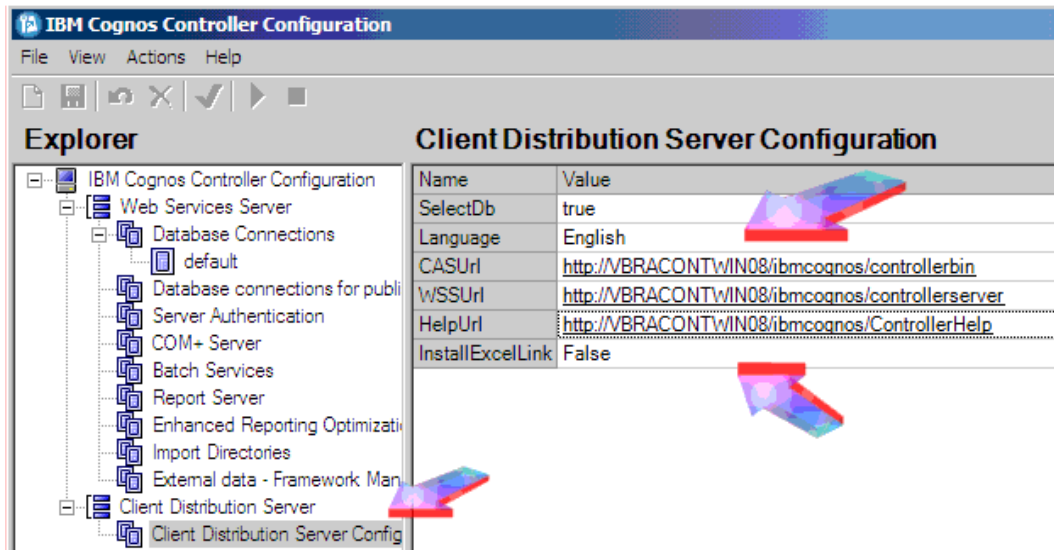 IBM Cognos Controller Configuration
File View Actions Help
Explorer
IBM Cognos Controller Configuration
Web Services Server
Database Connections
default
Database connections for publi
Server Authentication
COM+ Server
Batch Services
Report Server
Enhanced Reporting Optimizati
Import Directories
External data - Framework Man
Client Distribution Server
Client Distribution Server Config
Client Distribution Server Configuration
Name Value
SelectDb true
Language English
CASUrl http://VBRACONTWIN08/ibmcognos/controllerbin
WSSUrl http://VBRACONTWIN08/ibmcognos/controllerserver
HelpUrl http://VBRACONTWIN08/ibmcognos/ControllerHelp
InstallExcelLink False